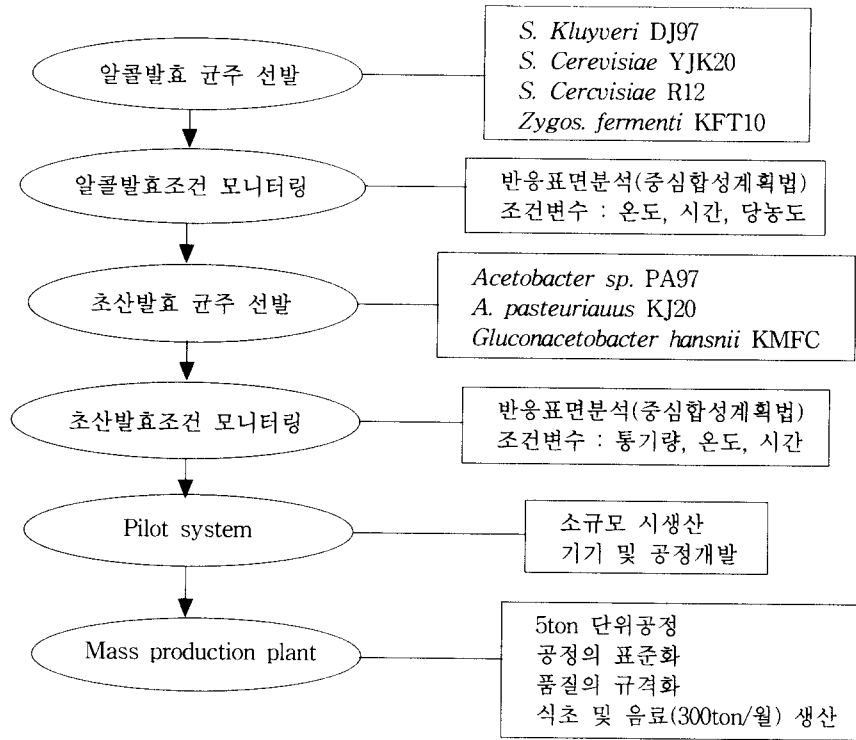 알콜발효 균주 선발
S. Kluyveri DJ97
S. Cerevisiae YJK20
S. Cercvisiae R12
Zygos. fermenti KFT10
알콜발효조건 모니터링
반응표면분석(중심합성계획법)
조건변수 : 온도, 시간, 당농도
초산발효 균주 선발
Acetobacter sp. PA97
A. pasteuriauus KJ20
Gluconacetobacter hansnii KMFC
초산발효조건 모니터링
반응표면분석(중심합성계획법)
조건변수 : 통기량, 온도, 시간
Pilot system
소규모 시생산
기기 및 공정개발
Mass production plant
5ton 단위공정
공정의 표준화
품질의 규격화
식초 및 음료(300ton/월) 생산